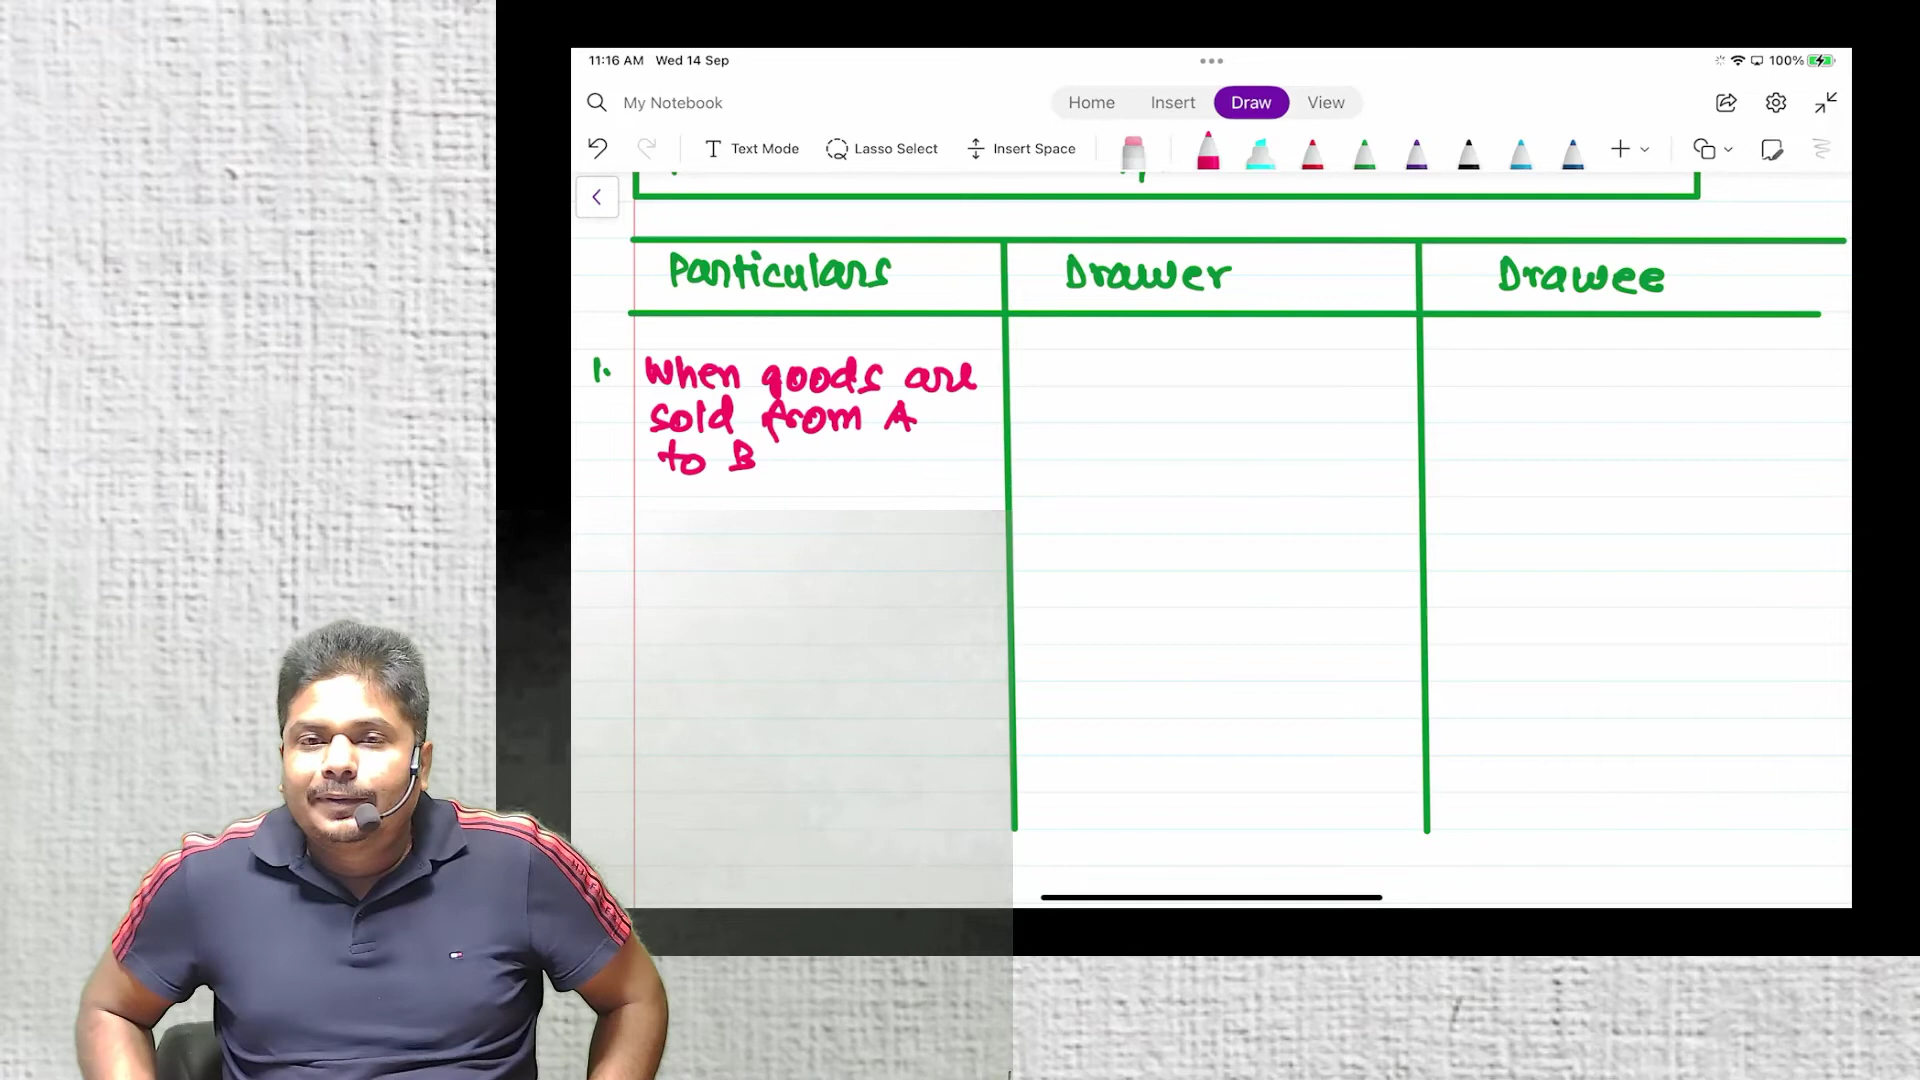 11:16 AM Wed 14 Sep
100%
My Notebook
Home Insert Draw View
Text Mode Lasso Select Insert Space
Particulars Drawer Drawee
1. When goods are
sold from A
to B